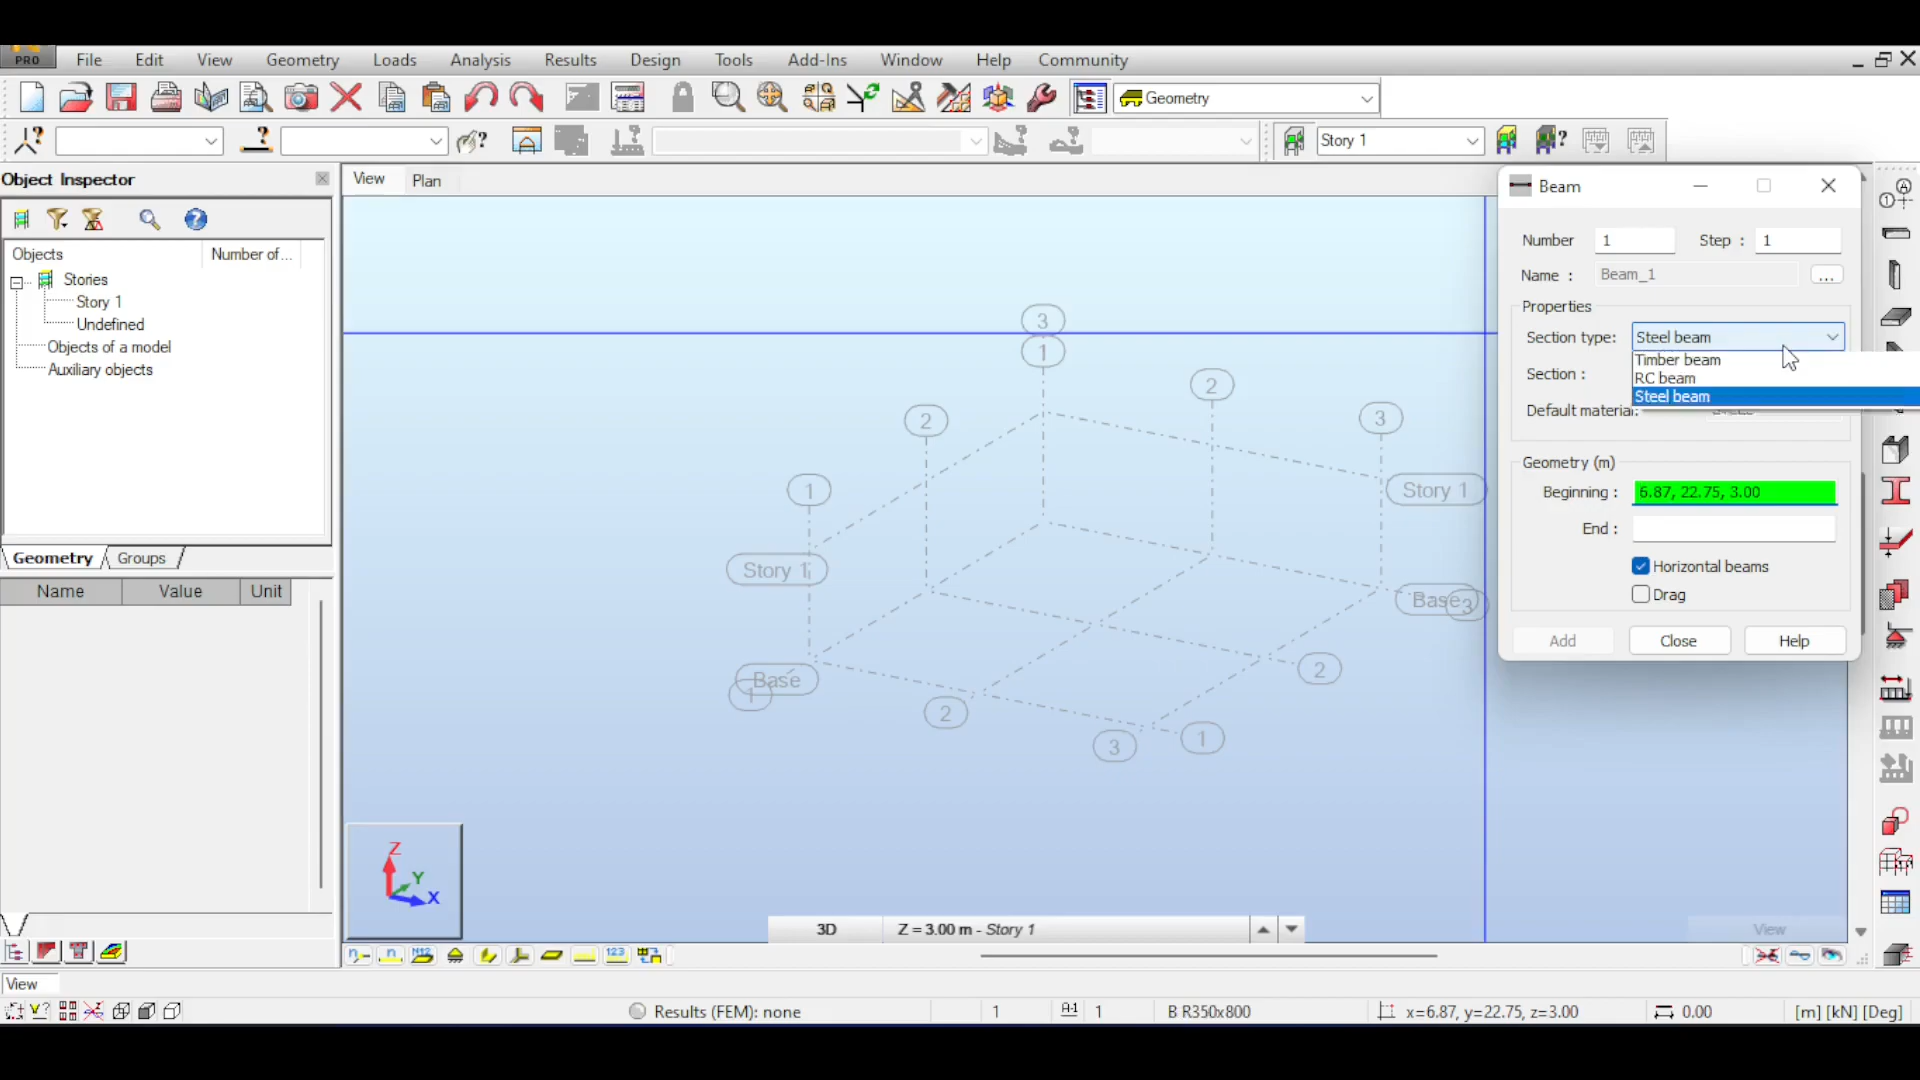 PRO File Edit View Geometry Loads Analysis Results Design Tools Add-Ins Window Help Community
Geometry
Story 1
Object Inspector
View Plan
Objects Number of...
Stories
Story 1
Undefined
Objects of a model
Auxiliary objects
Geometry Groups
Name Value Unit
3
1
2
2
3
1
Story 1
Story 1
Base 3
Base
1
2
2
3
1
Z
Y
X
3D Z = 3.00 m - Story 1
View
Beam
Number 1 Step : 1
Name : Beam_1 ...
Properties
Section type: Steel beam
Timber beam
RC beam
Steel beam
Section :
Default material:
Geometry (m)
Beginning : 6.87, 22.75, 3.00
End :
Horizontal beams
Drag
Add Close Help
View
Results (FEM): none 1 1 B R350x800 x=6.87, y=22.75, z=3.00 0.00 [m] [kN] [Deg]